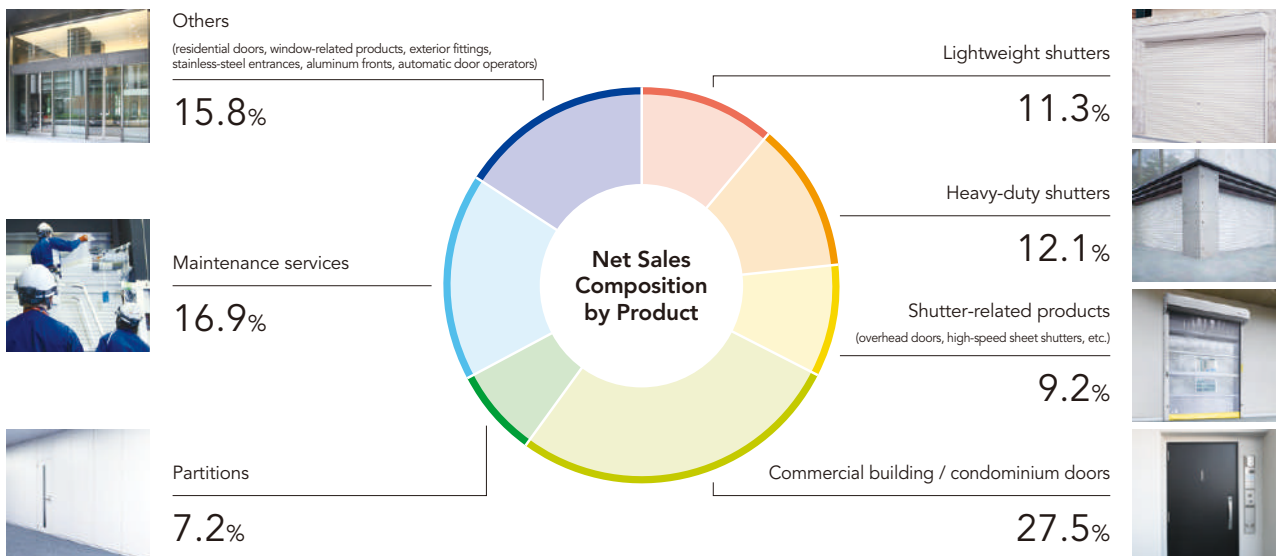 Others
(residential doors, window-related products, exterior fittings,
stainless-steel entrances, aluminum fronts, automatic door operators)
15.8%
Maintenance services
16.9%
Partitions
7.2%
Net Sales
Composition
by Product
Lightweight shutters
11.3%
Heavy-duty shutters
12.1%
Shutter-related products
(overhead doors, high-speed sheet shutters, etc.)
9.2%
Commercial building / condominium doors
27.5%